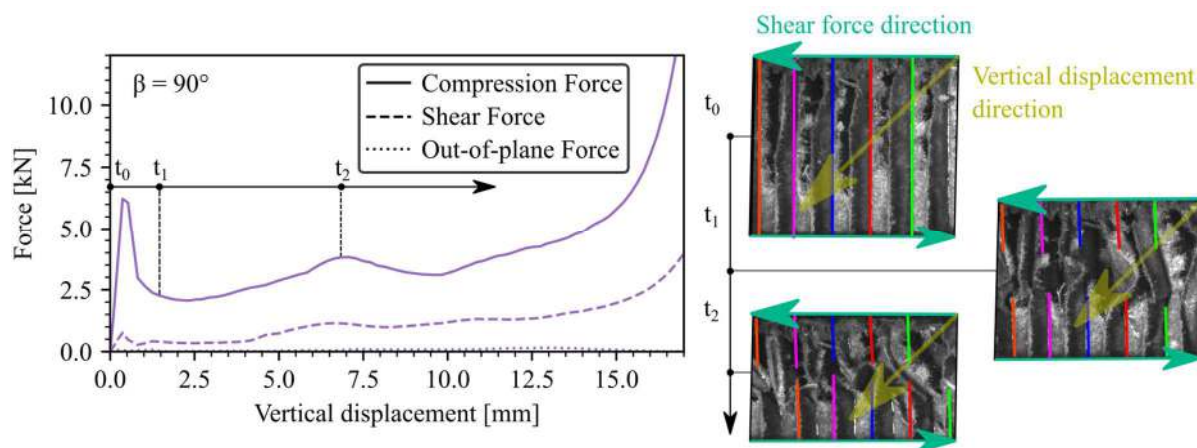 β = 90°
Compression Force
Shear Force
Out-of-plane Force
t₀ t₁ t₂
Force [kN]
10.0
7.5
5.0
2.5
0.0
0.0 2.5 5.0 7.5 10.0 12.5 15.0
Vertical displacement [mm]
Shear force direction
Vertical displacement
direction
t₀
t₁
t₂